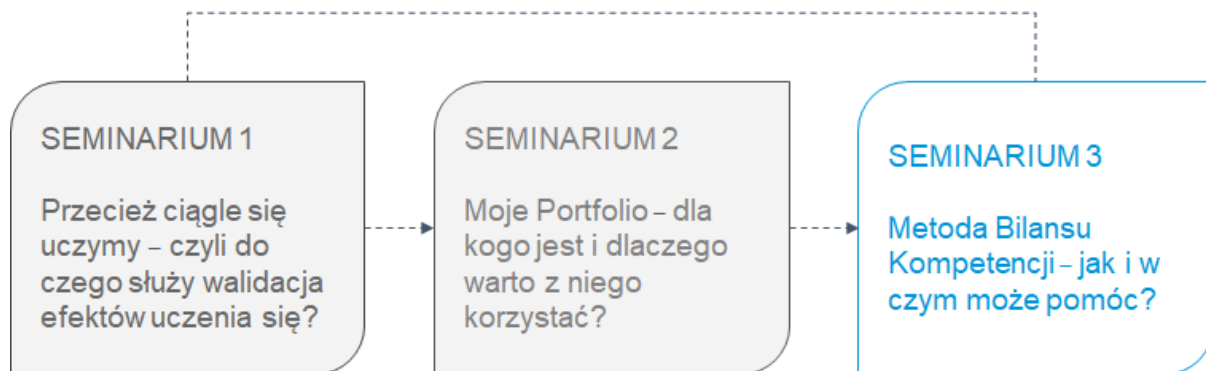 SEMINARIUM 1
Przecież ciągle się
uczymy – czyli do
czego służy walidacja
efektów uczenia się?
SEMINARIUM 2
Moje Portfolio – dla
kogo jest i dlaczego
warto z niego
korzystać?
SEMINARIUM 3
Metoda Bilansu
Kompetencji – jak i w
czym może pomóc?